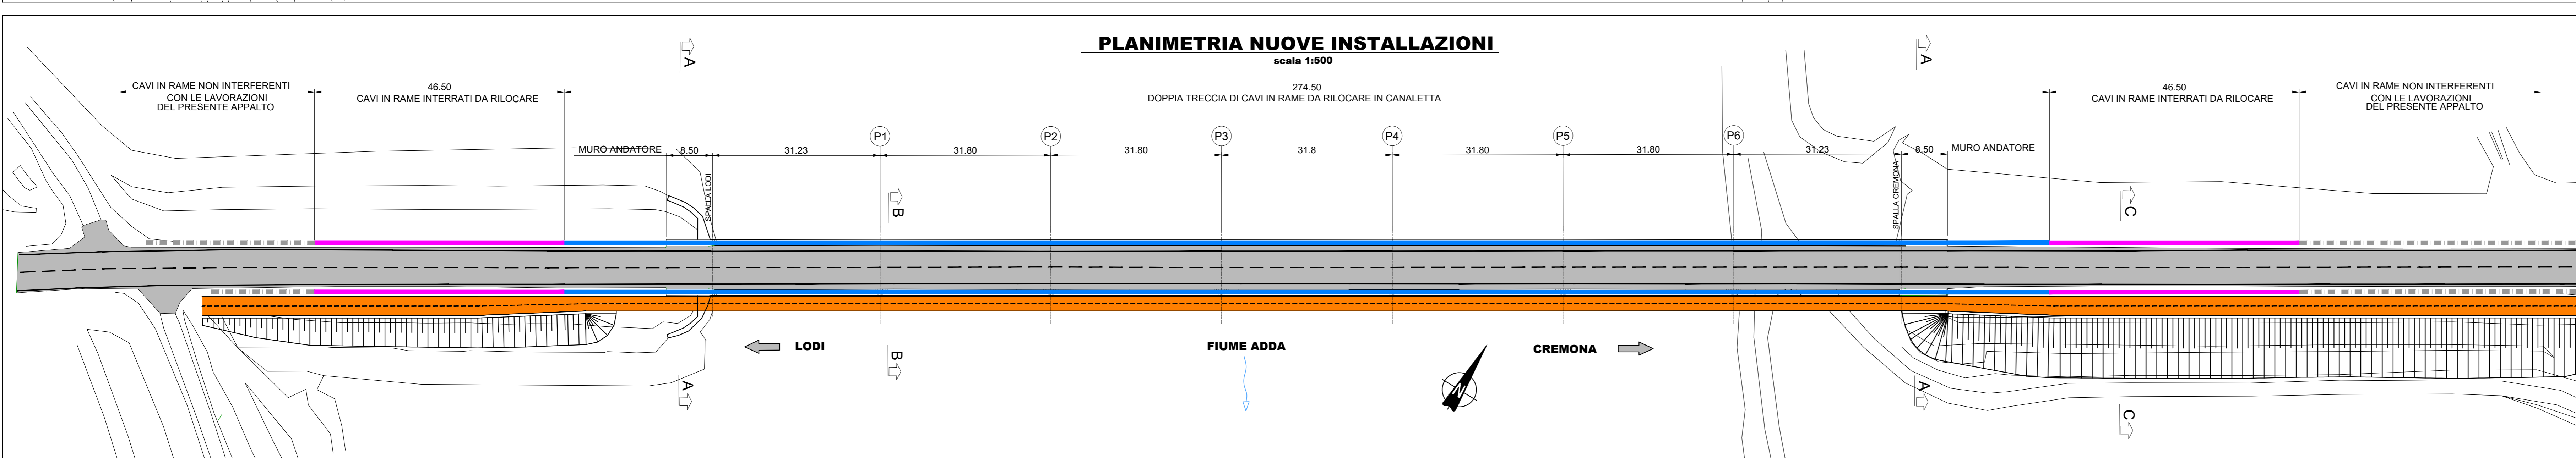 PLANIMETRIA NUOVE INSTALLAZIONI
scala 1:500
A
A
CAVI IN RAME NON INTERFERENTI
CON LE LAVORAZIONI
DEL PRESENTE APPALTO
46.50
CAVI IN RAME INTERRATI DA RILOCARE
274.50
DOPPIA TRECCIA DI CAVI IN RAME DA RILOCARE IN CANALETTA
46.50
CAVI IN RAME INTERRATI DA RILOCARE
CAVI IN RAME NON INTERFERENTI
CON LE LAVORAZIONI
DEL PRESENTE APPALTO
P1
P2
P3
P4
P5
P6
MURO ANDATORE
8.50
31.23
31.80
31.80
31.8
31.80
31.80
31.23
8.50
MURO ANDATORE
SPALLA LODI
SPALLA CREMONA
B
C
LODI
FIUME ADDA
CREMONA
N
B
A
A
C